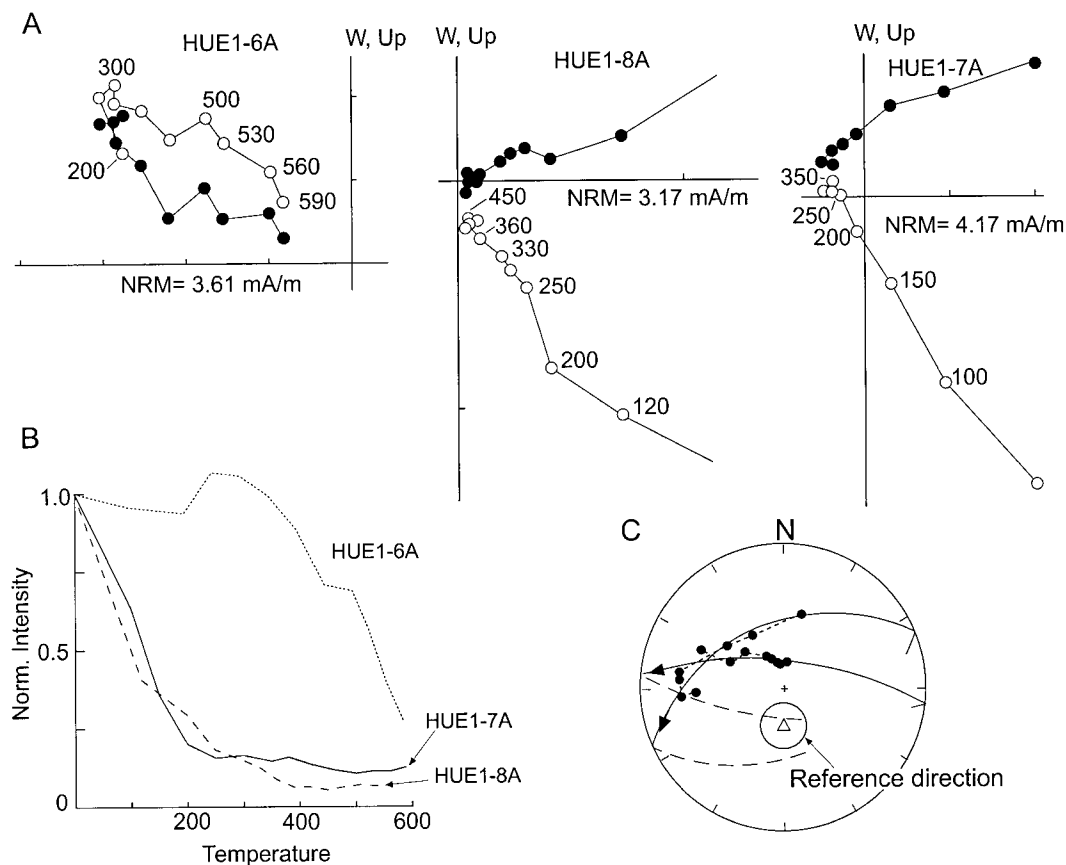 A
HUE1-6A
W, Up
300
500
530
560
590
200
NRM= 3.61 mA/m
W, Up
HUE1-8A
NRM= 3.17 mA/m
450
360
330
250
200
120
W, Up
HUE1-7A
350
250
200
NRM= 4.17 mA/m
150
100
B
1.0
0.5
0
Norm. Intensity
200
400
600
Temperature
HUE1-6A
HUE1-7A
HUE1-8A
C
N
Reference direction